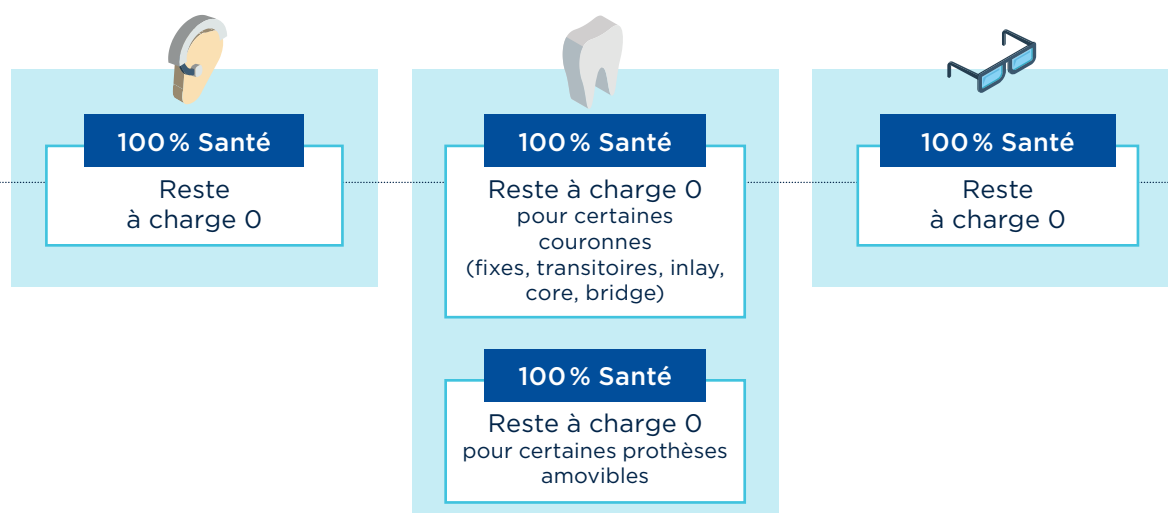 100 % Santé
Reste
à charge 0
100 % Santé
Reste à charge 0
pour certaines
couronnes
(fixes, transitoires, inlay,
core, bridge)
100 % Santé
Reste à charge 0
pour certaines prothèses
amovibles
100 % Santé
Reste
à charge 0